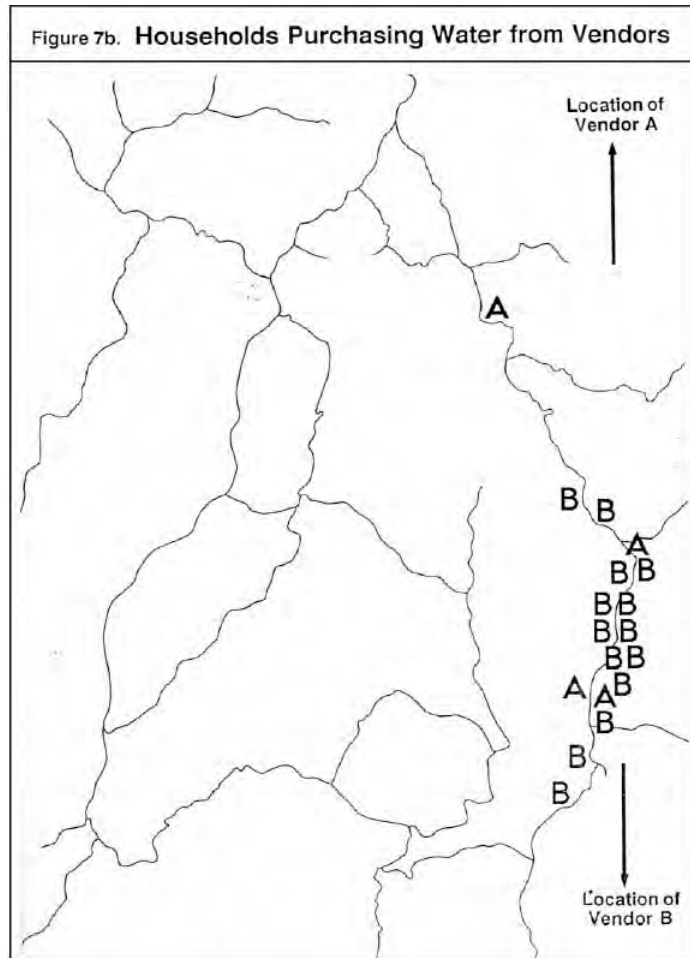 Figure 7b. Households Purchasing Water from Vendors
Location of
Vendor A
A
B B
A
B B
B B
B B
B B
B
A A
B
B
B
Location of
Vendor B